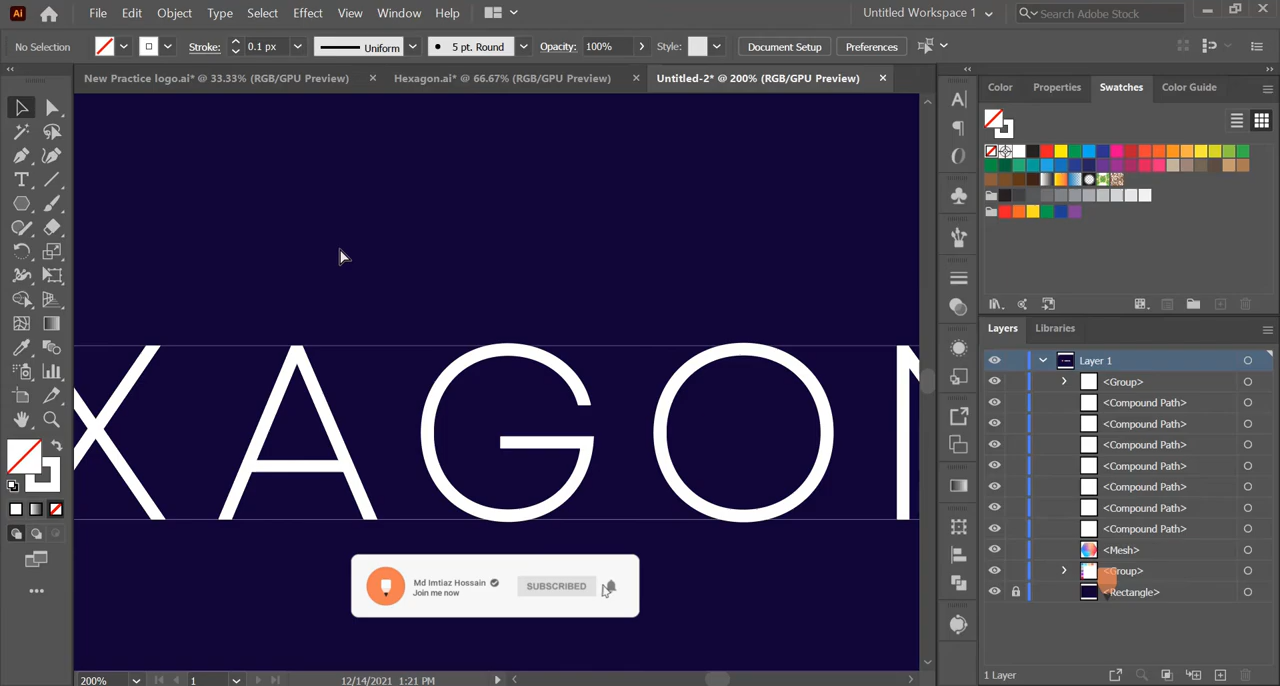 Ai File Edit Object Type Select Effect View Window Help Untitled Workspace 1 Search Adobe Stock
No Selection Stroke: 0.1 px Uniform 5 pt. Round Opacity: 100% Style: Document Setup Preferences
New Practice logo.ai* @ 33.33% (RGB/GPU Preview) × Hexagon.ai* @ 66.67% (RGB/GPU Preview) × Untitled-2* @ 200% (RGB/GPU Preview) ×
Color Properties Swatches Color Guide
XAGON
Layers Libraries
Layer 1
<Group>
<Compound Path>
<Compound Path>
<Compound Path>
<Compound Path>
<Compound Path>
<Compound Path>
<Compound Path>
<Mesh>
<Group>
<Rectangle>
Md Imtiaz Hossain
Join me now
SUBSCRIBED
200% 1 12/14/2021 1:21 PM
1 Layer